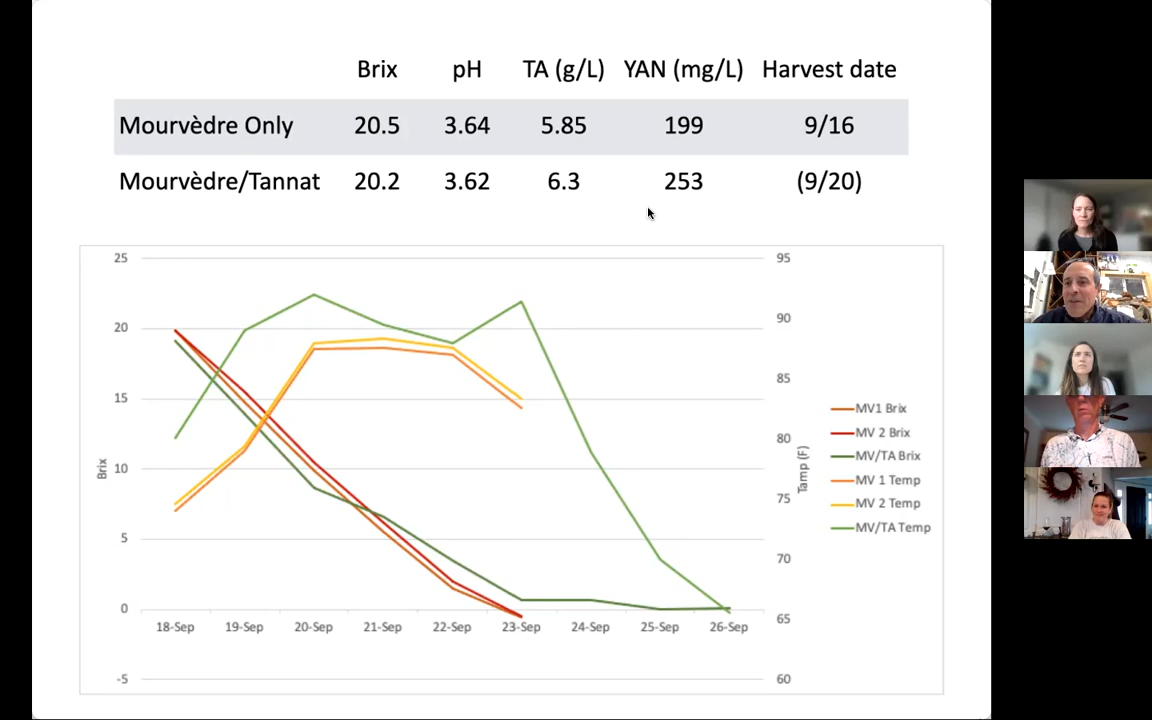 Brix pH TA (g/L) YAN (mg/L) Harvest date
Mourvèdre Only 20.5 3.64 5.85 199 9/16
Mourvèdre/Tannat 20.2 3.62 6.3 253 (9/20)
25 95
20 90
15 85
10 80
5 75
0 70
-5 65
60
Brix
Tamp (F)
18-Sep 19-Sep 20-Sep 21-Sep 22-Sep 23-Sep 24-Sep 25-Sep 26-Sep
MV1 Brix
MV 2 Brix
MV/TA Brix
MV 1 Temp
MV 2 Temp
MV/TA Temp